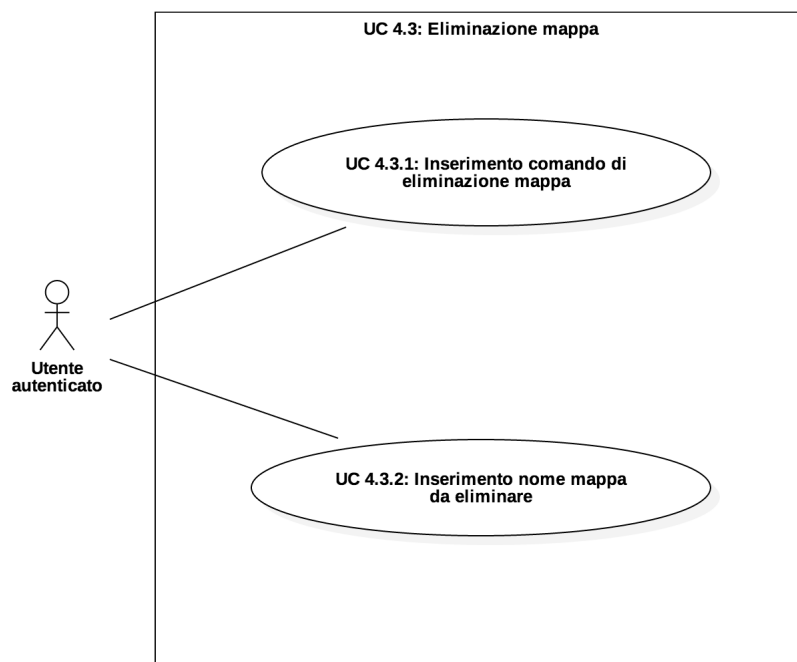 UC 4.3: Eliminazione mappa
UC 4.3.1: Inserimento comando di
eliminazione mappa
Utente
autenticato
UC 4.3.2: Inserimento nome mappa
da eliminare